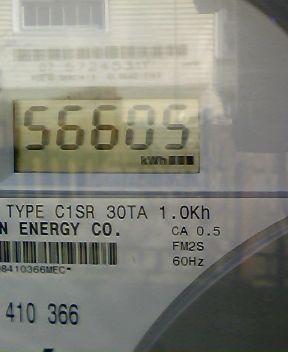 56605
kWh
TYPE C1SR 30TA 1.0Kh
N ENERGY CO. CA 0.5
FM2S
60Hz
8410366MEC
410 366